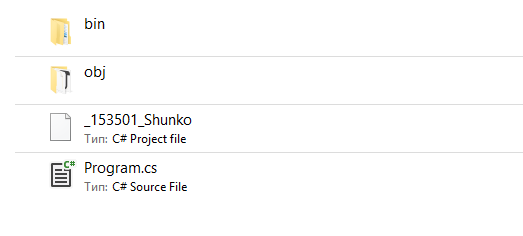 bin
obj
_153501_Shunko
Тип: C# Project file
C#
Program.cs
Тип: C# Source File